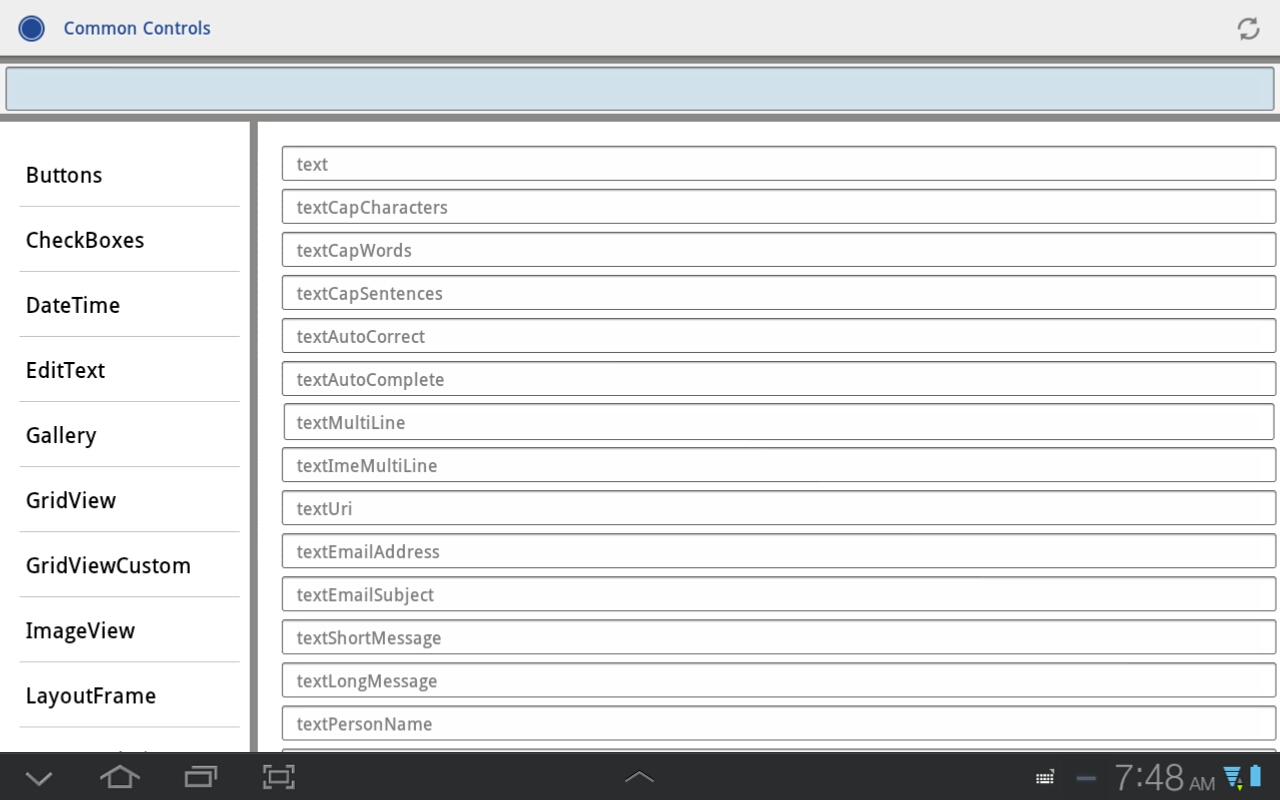 Common Controls
Buttons
CheckBoxes
DateTime
EditText
Gallery
GridView
GridViewCustom
ImageView
LayoutFrame
text
textCapCharacters
textCapWords
textCapSentences
textAutoCorrect
textAutoComplete
textMultiLine
textImeMultiLine
textUri
textEmailAddress
textEmailSubject
textShortMessage
textLongMessage
textPersonName
7:48 AM